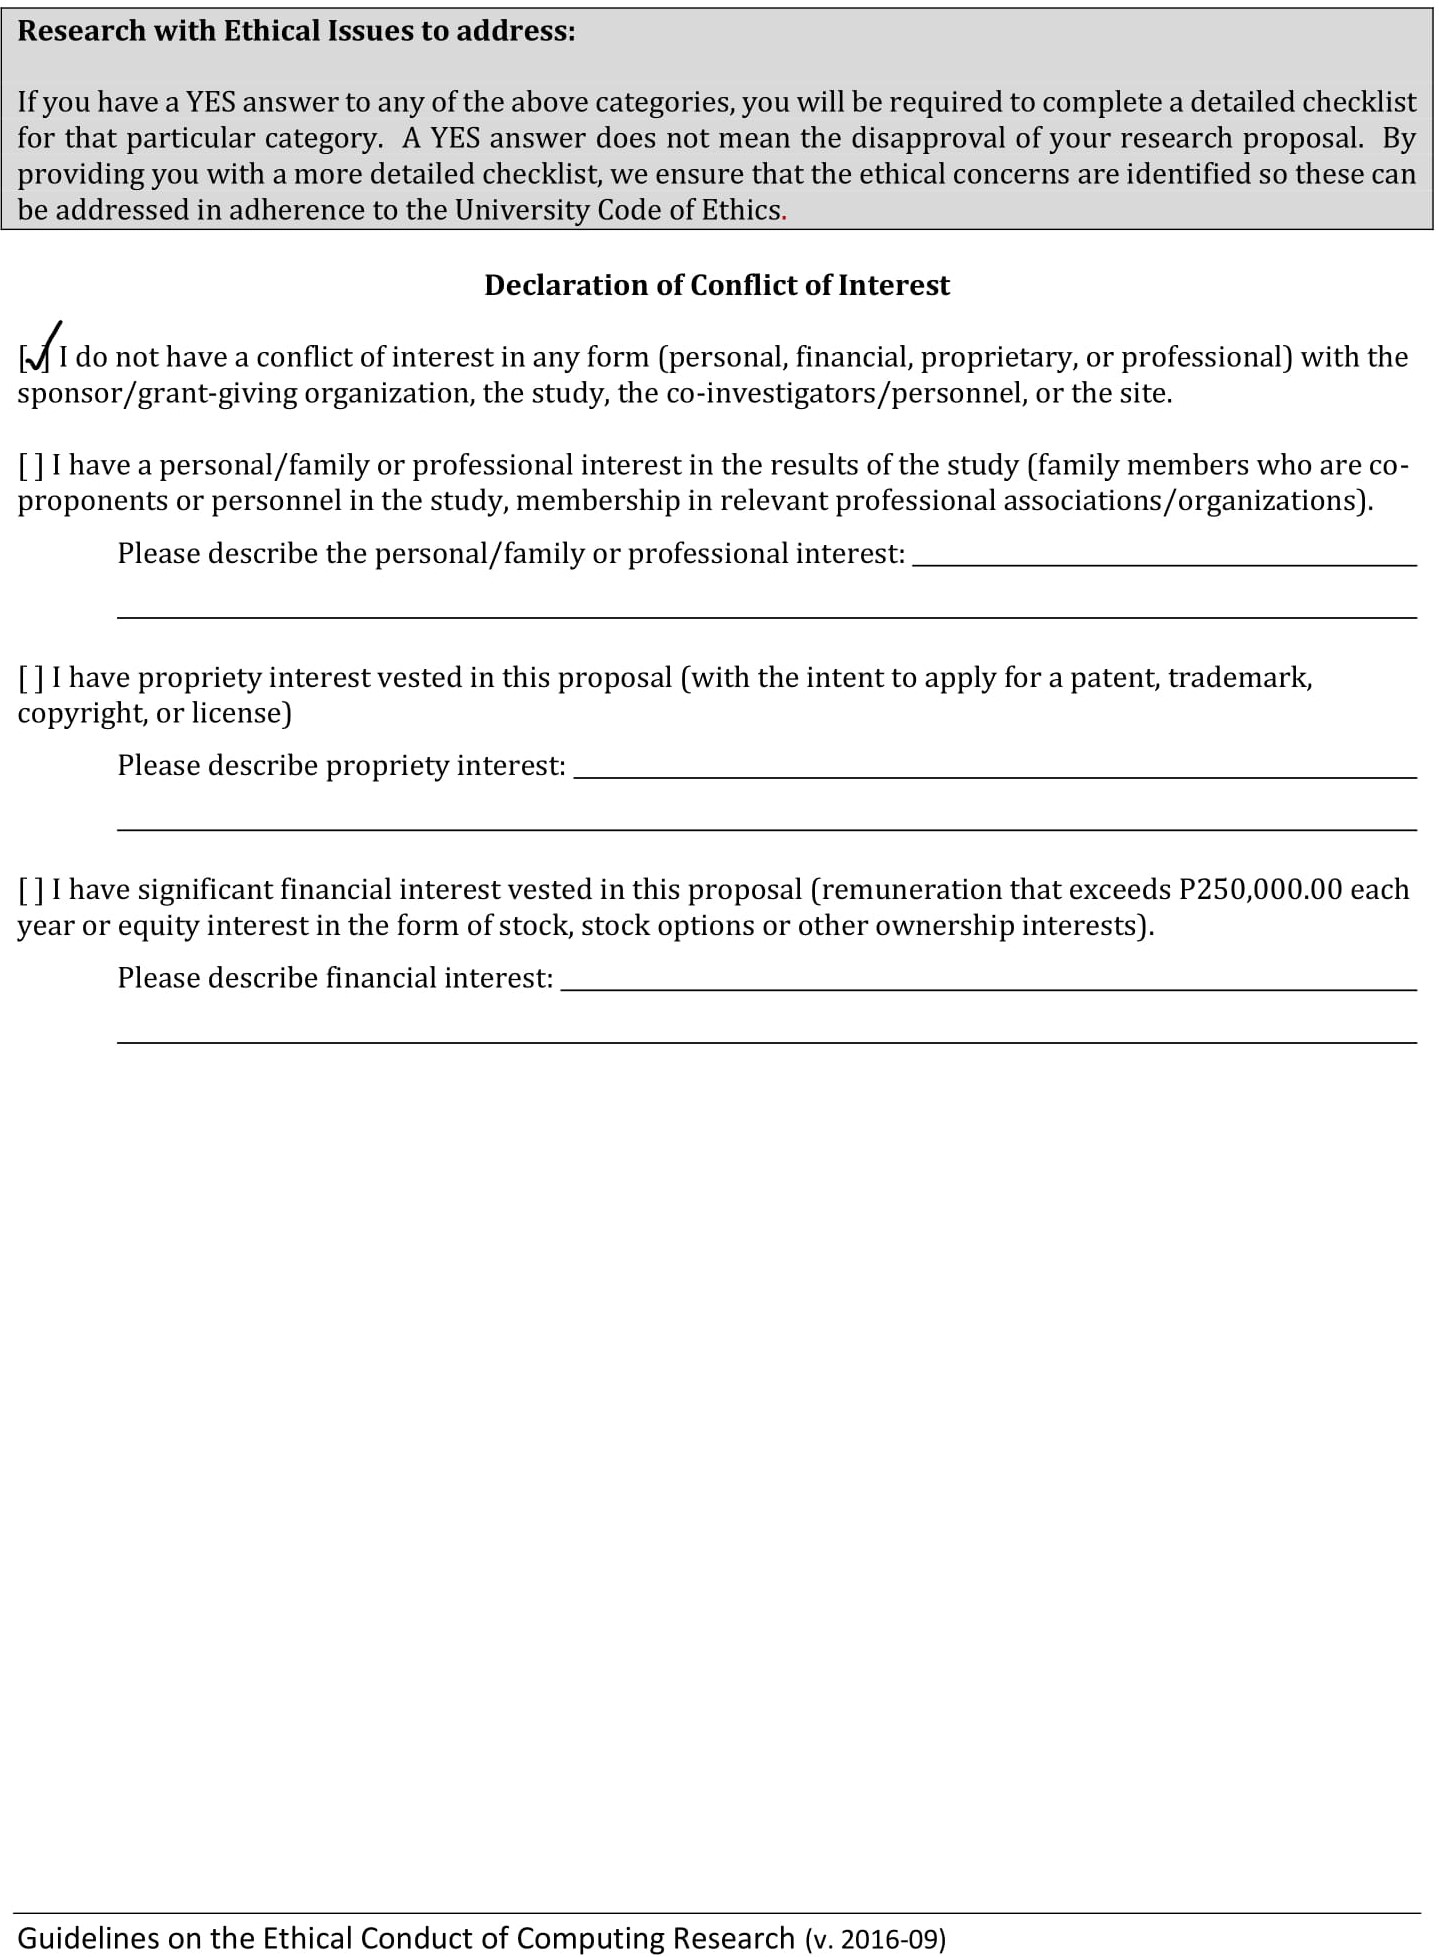 Research with Ethical Issues to address:
If you have a YES answer to any of the above categories, you will be required to complete a detailed checklist
for that particular category. A YES answer does not mean the disapproval of your research proposal. By
providing you with a more detailed checklist, we ensure that the ethical concerns are identified so these can
be addressed in adherence to the University Code of Ethics.
Declaration of Conflict of Interest
[✓] I do not have a conflict of interest in any form (personal, financial, proprietary, or professional) with the
sponsor/grant-giving organization, the study, the co-investigators/personnel, or the site.
[ ] I have a personal/family or professional interest in the results of the study (family members who are co-
proponents or personnel in the study, membership in relevant professional associations/organizations).
Please describe the personal/family or professional interest:
[ ] I have propriety interest vested in this proposal (with the intent to apply for a patent, trademark,
copyright, or license)
Please describe propriety interest:
[ ] I have significant financial interest vested in this proposal (remuneration that exceeds P250,000.00 each
year or equity interest in the form of stock, stock options or other ownership interests).
Please describe financial interest:
Guidelines on the Ethical Conduct of Computing Research (v. 2016-09)